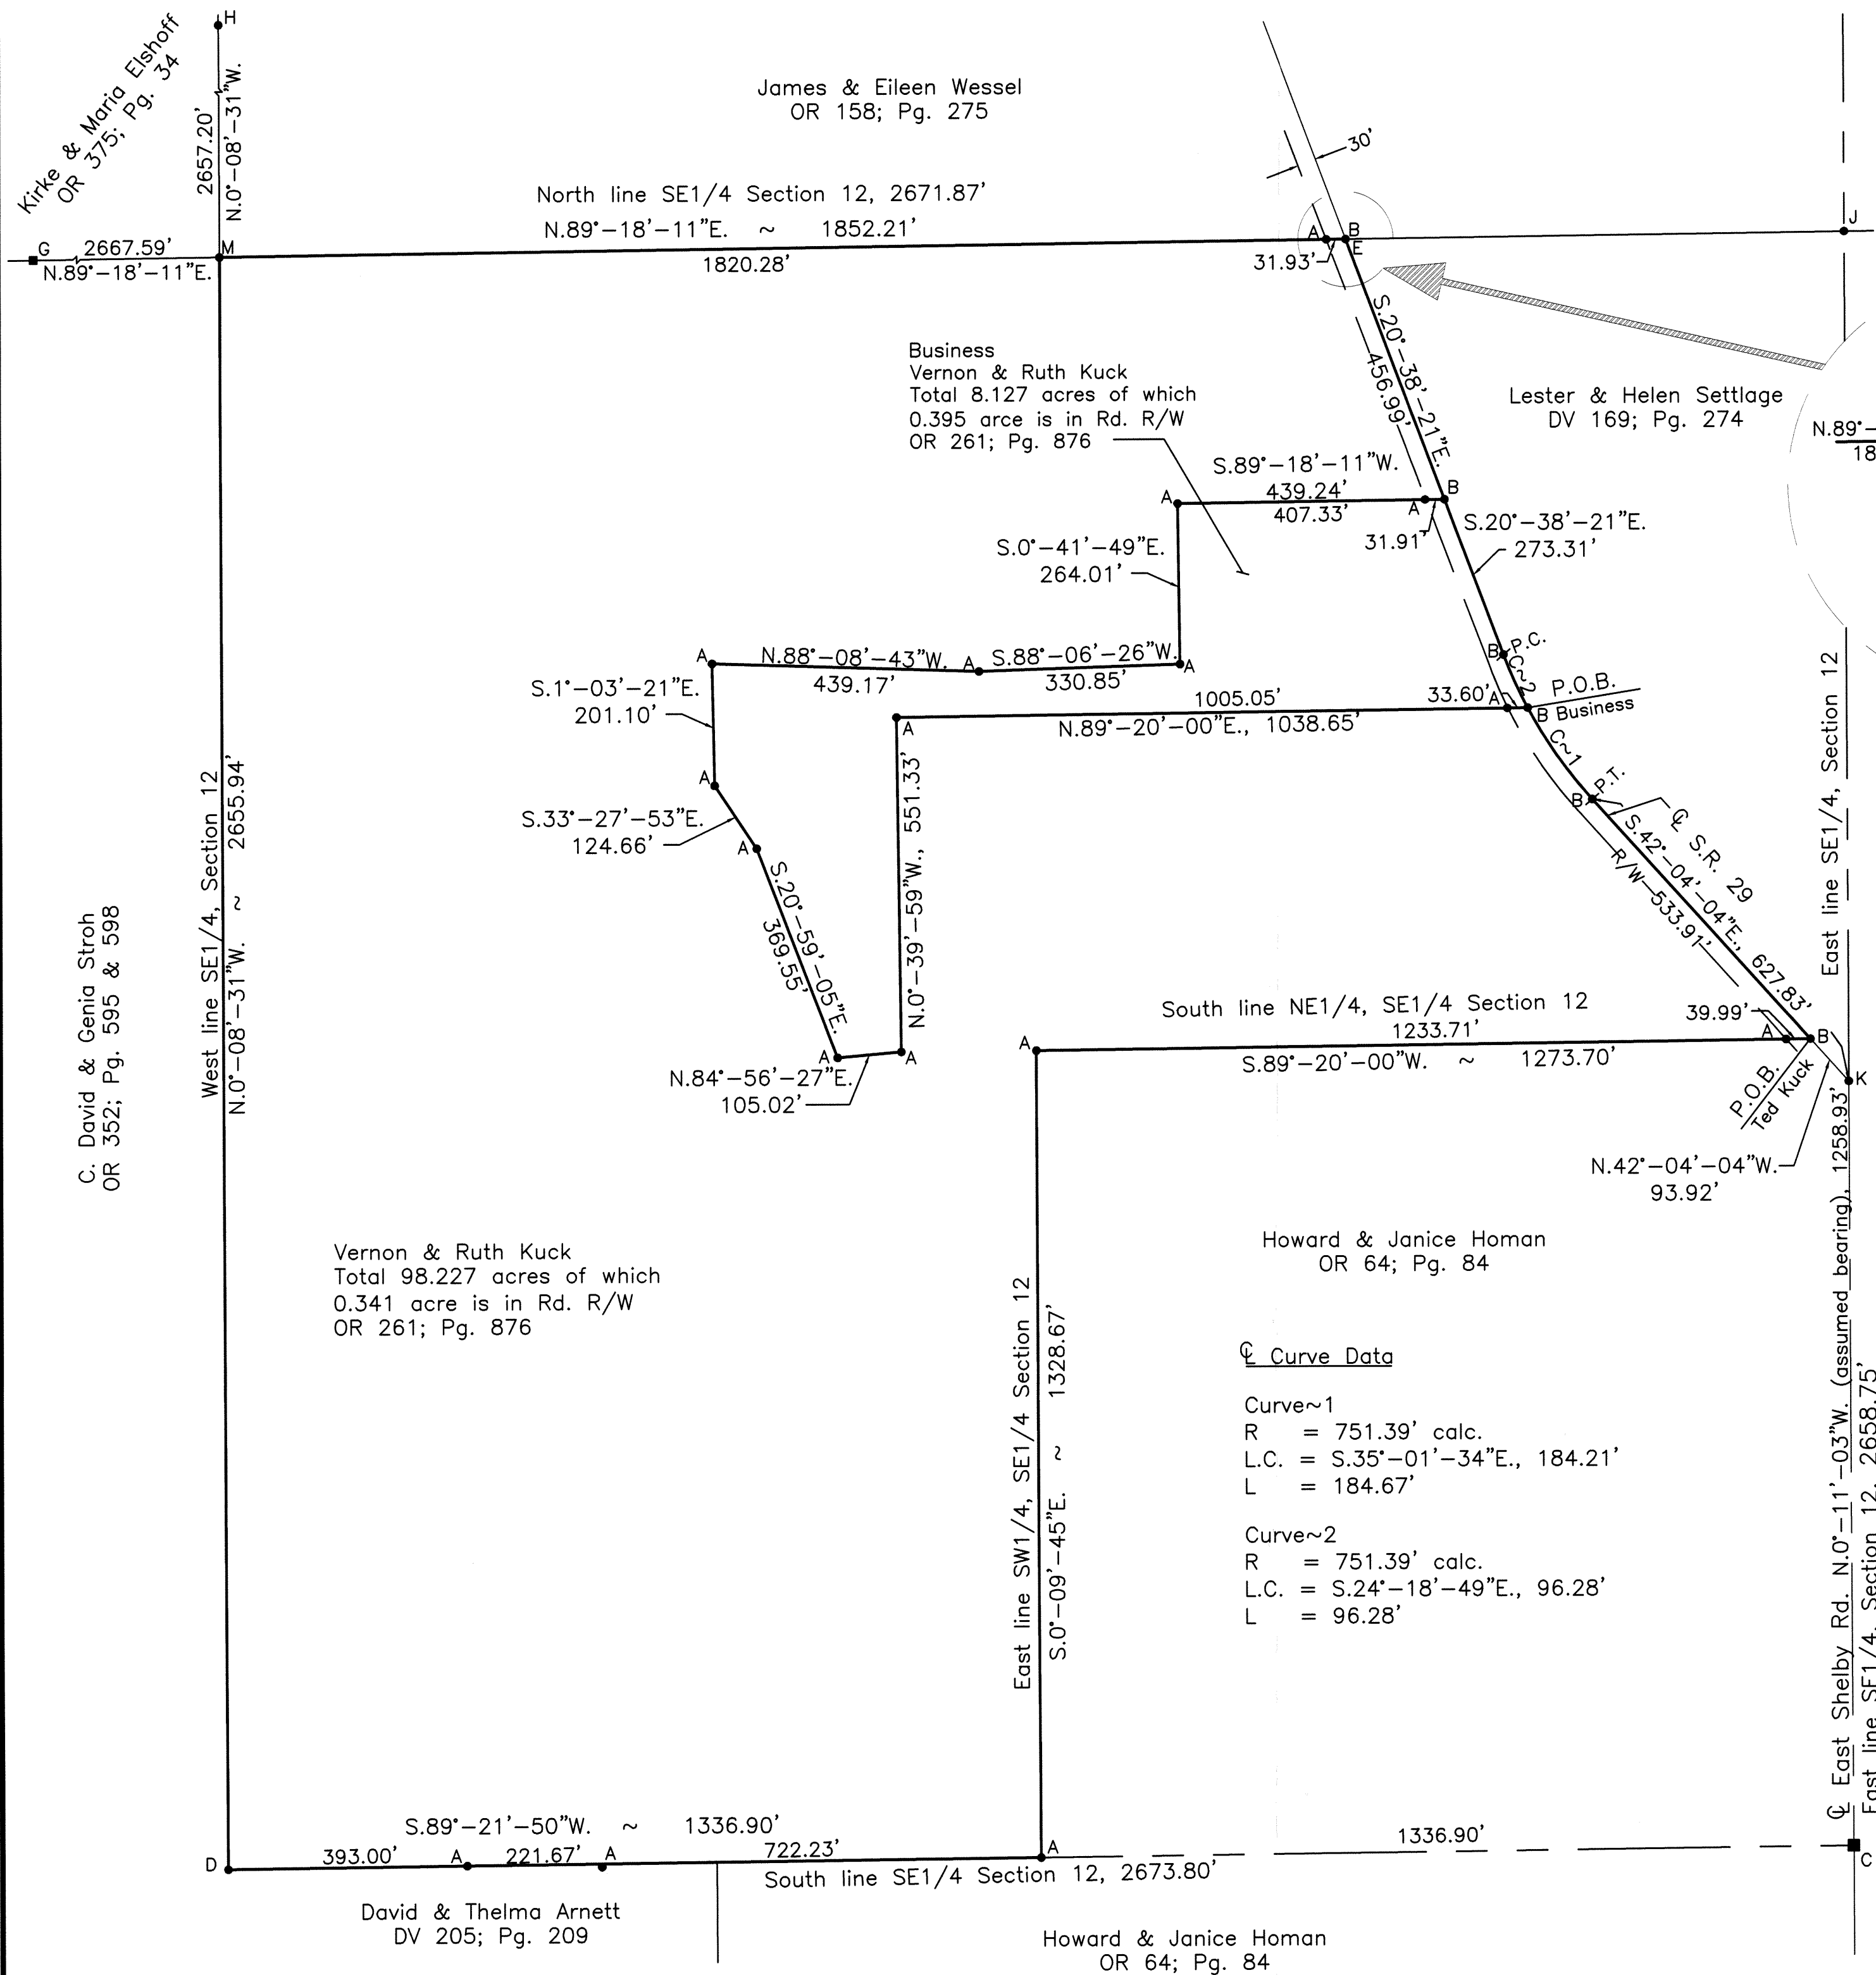 H
Kirke & Maria Elshoff
OR 375; Pg. 34
2657.20'
N.0°-08'-31"W.
James & Eileen Wessel
OR 158; Pg. 275
30'
North line SE1/4 Section 12, 2671.87'
N.89°-18'-11"E. ~ 1852.21'
A
B
J
G
2667.59'
M
E
N.89°-18'-11"E.
1820.28'
31.93'
S.20°-38'-21"E.
456.99'
Business
Vernon & Ruth Kuck
Total 8.127 acres of which
0.395 arce is in Rd. R/W
OR 261; Pg. 876
Lester & Helen Settlage
DV 169; Pg. 274
N.89°-
18
S.89°-18'-11"W.
439.24'
A
B
407.33'
A
31.91'
S.20°-38'-21"E.
273.31'
S.0°-41'-49"E.
264.01'
B
P.C.
C~2
A
N.88°-08'-43"W.
439.17'
A
S.88°-06'-26"W.
330.85'
A
S.1°-03'-21"E.
201.10'
1005.05'
33.60'
A
P.O.B.
B
Business
A
N.89°-20'-00"E., 1038.65'
C~1
P.T.
B
A
S.33°-27'-53"E.
124.66'
A
S.20°-59'-05"E.
369.55'
N.0°-39'-59"W., 551.33'
℄ S.R. 29
S.42°-04'-04"E., 627.83'
R/W
533.91'
East line SE1/4, Section 12
West line SE1/4, Section 12
N.0°-08'-31"W. ~ 2655.94'
C. David & Genia Stroh
OR 352; Pg. 595 & 598
South line NE1/4, SE1/4 Section 12
1233.71'
39.99'
A
A
B
S.89°-20'-00"W. ~ 1273.70'
A
A
N.84°-56'-27"E.
105.02'
K
P.O.B.
Ted Kuck
N.42°-04'-04"W.
93.92'
Vernon & Ruth Kuck
Total 98.227 acres of which
0.341 acre is in Rd. R/W
OR 261; Pg. 876
Howard & Janice Homan
OR 64; Pg. 84
East line SW1/4, SE1/4 Section 12
S.0°-09'-45"E. ~ 1328.67'
℄ Curve Data
Curve~1
R = 751.39' calc.
L.C. = S.35°-01'-34"E., 184.21'
L = 184.67'
Curve~2
R = 751.39' calc.
L.C. = S.24°-18'-49"E., 96.28'
L = 96.28'
℄ East Shelby Rd. N.0°-11'-03"W. (assumed bearing), 1258.93'
East line SE1/4, Section 12, 2658.75'
S.89°-21'-50"W. ~ 1336.90'
D
393.00'
A
221.67'
A
722.23'
A
1336.90'
C
South line SE1/4 Section 12, 2673.80'
David & Thelma Arnett
DV 205; Pg. 209
Howard & Janice Homan
OR 64; Pg. 84